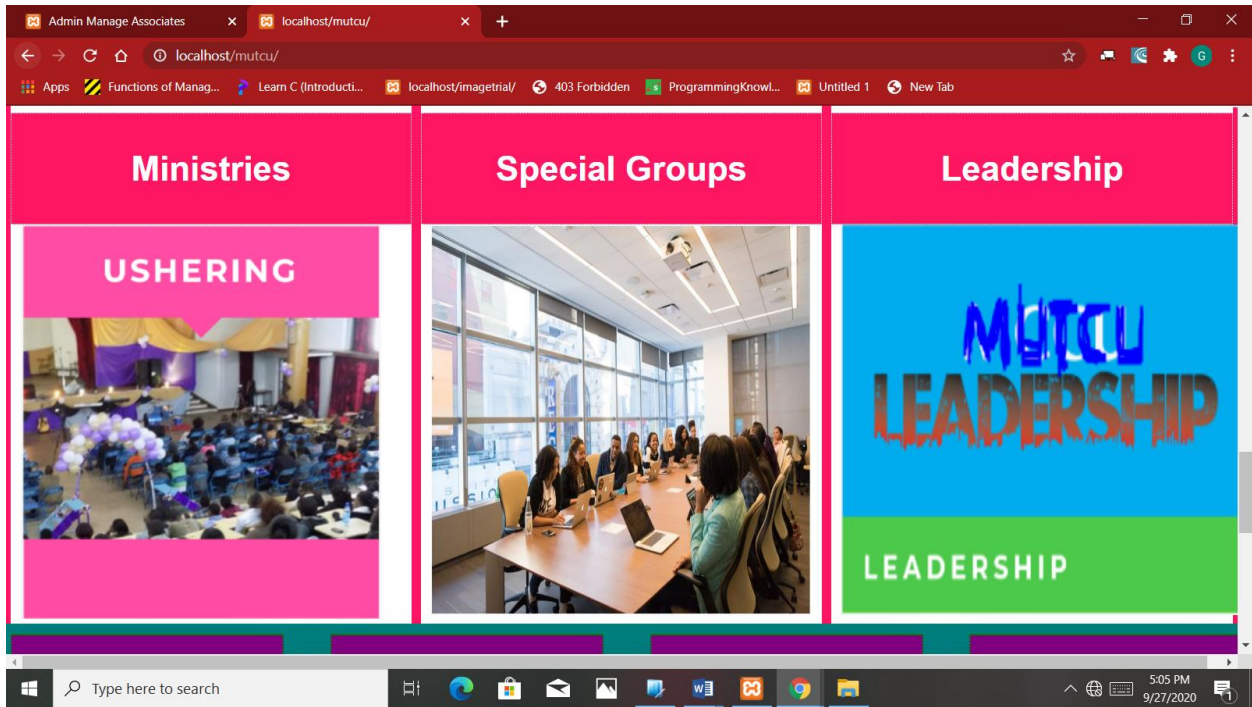 Admin Manage Associates
localhost/mutcu/
localhost/mutcu/
Apps
Functions of Manag...
Learn C (Introducti...
localhost/imagetrial/
403 Forbidden
ProgrammingKnowl...
Untitled 1
New Tab
Ministries
Special Groups
Leadership
USHERING
MUTCU
LEADERSHIP
LEADERSHIP
Type here to search
5:05 PM
9/27/2020